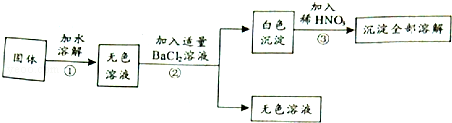 固体
加水
溶解
①
无色
溶液
加入适量
BaCl₂溶液
②
白色
沉淀
加入
稀HNO₃
③
沉淀全部溶解
无色溶液